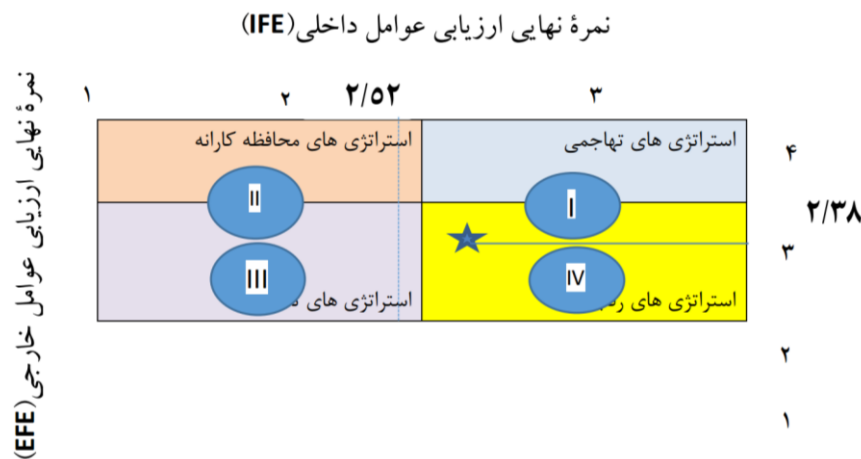 نمرهٔ نهایی ارزیابی عوامل داخلی(IFE)
۱ ۲ ۲/۵۲ ۳
نمرهٔ نهایی ارزیابی عوامل خارجی(EFE)
استراتژی های تهاجمی
استراتژی های محافظه کارانه
۴
۲/۳۸
۳
۲
۱
I
II
III
IV
استراتژی های
استراتژی های